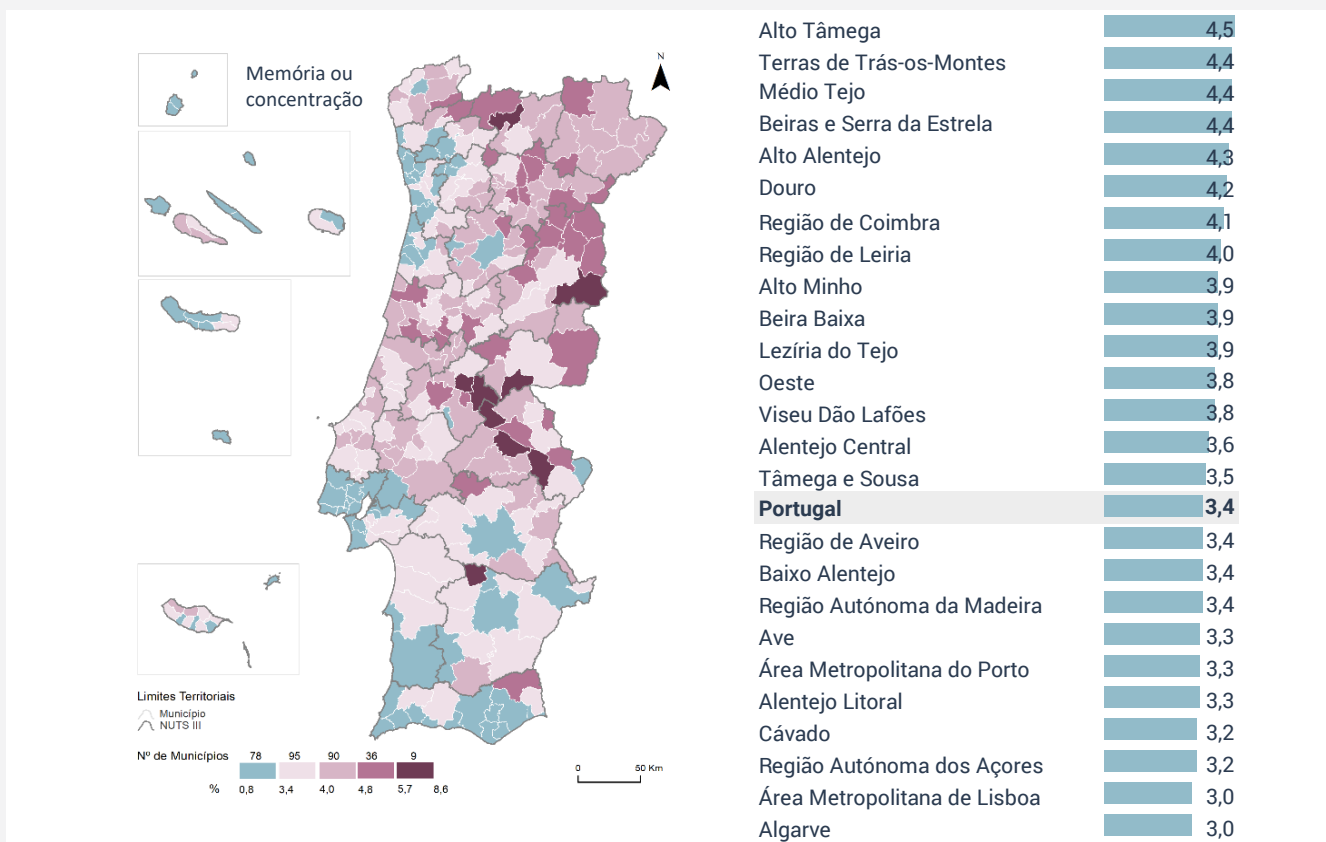 Memória ou
concentração
N
Limites Territoriais
Município
NUTS III
Nº de Municípios 78 95 90 36 9
% 0,8 3,4 4,0 4,8 5,7 8,6
0 50 Km
Alto Tâmega 4,5
Terras de Trás-os-Montes 4,4
Médio Tejo 4,4
Beiras e Serra da Estrela 4,4
Alto Alentejo 4,3
Douro 4,2
Região de Coimbra 4,1
Região de Leiria 4,0
Alto Minho 3,9
Beira Baixa 3,9
Lezíria do Tejo 3,9
Oeste 3,8
Viseu Dão Lafões 3,8
Alentejo Central 3,6
Tâmega e Sousa 3,5
Portugal 3,4
Região de Aveiro 3,4
Baixo Alentejo 3,4
Região Autónoma da Madeira 3,4
Ave 3,3
Área Metropolitana do Porto 3,3
Alentejo Litoral 3,3
Cávado 3,2
Região Autónoma dos Açores 3,2
Área Metropolitana de Lisboa 3,0
Algarve 3,0